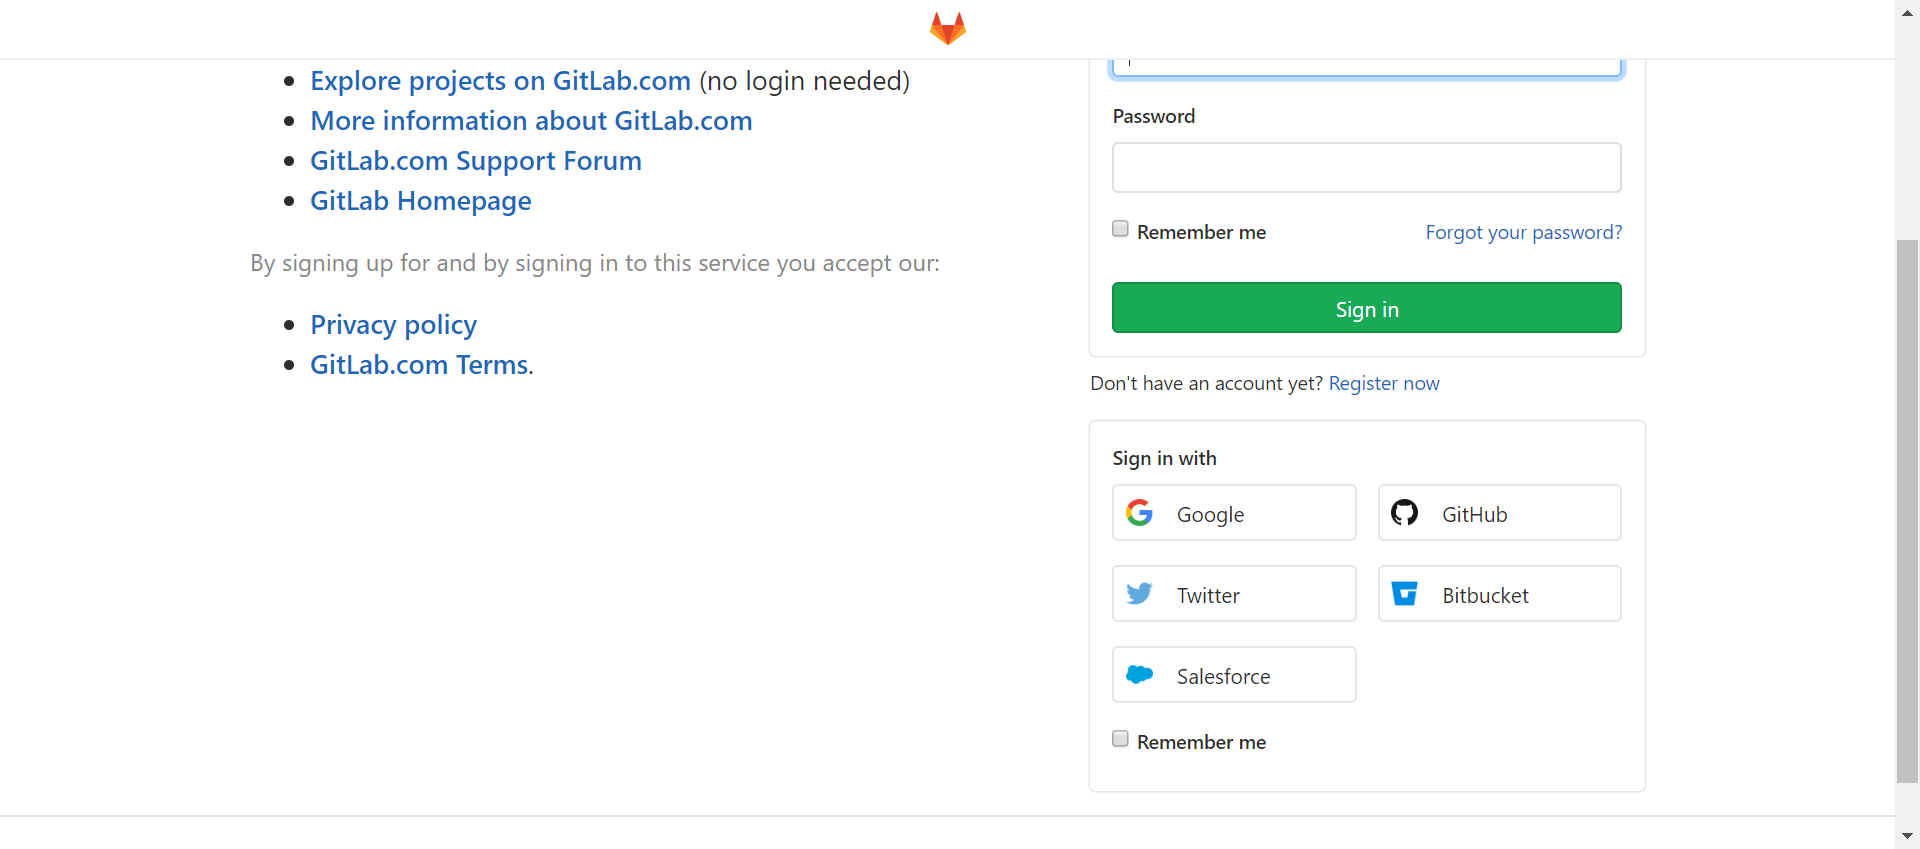 Explore projects on GitLab.com (no login needed)
More information about GitLab.com
GitLab.com Support Forum
GitLab Homepage
By signing up for and by signing in to this service you accept our:
Privacy policy
GitLab.com Terms.
Password
Remember me
Forgot your password?
Sign in
Don't have an account yet? Register now
Sign in with
Google
GitHub
Twitter
Bitbucket
Salesforce
Remember me